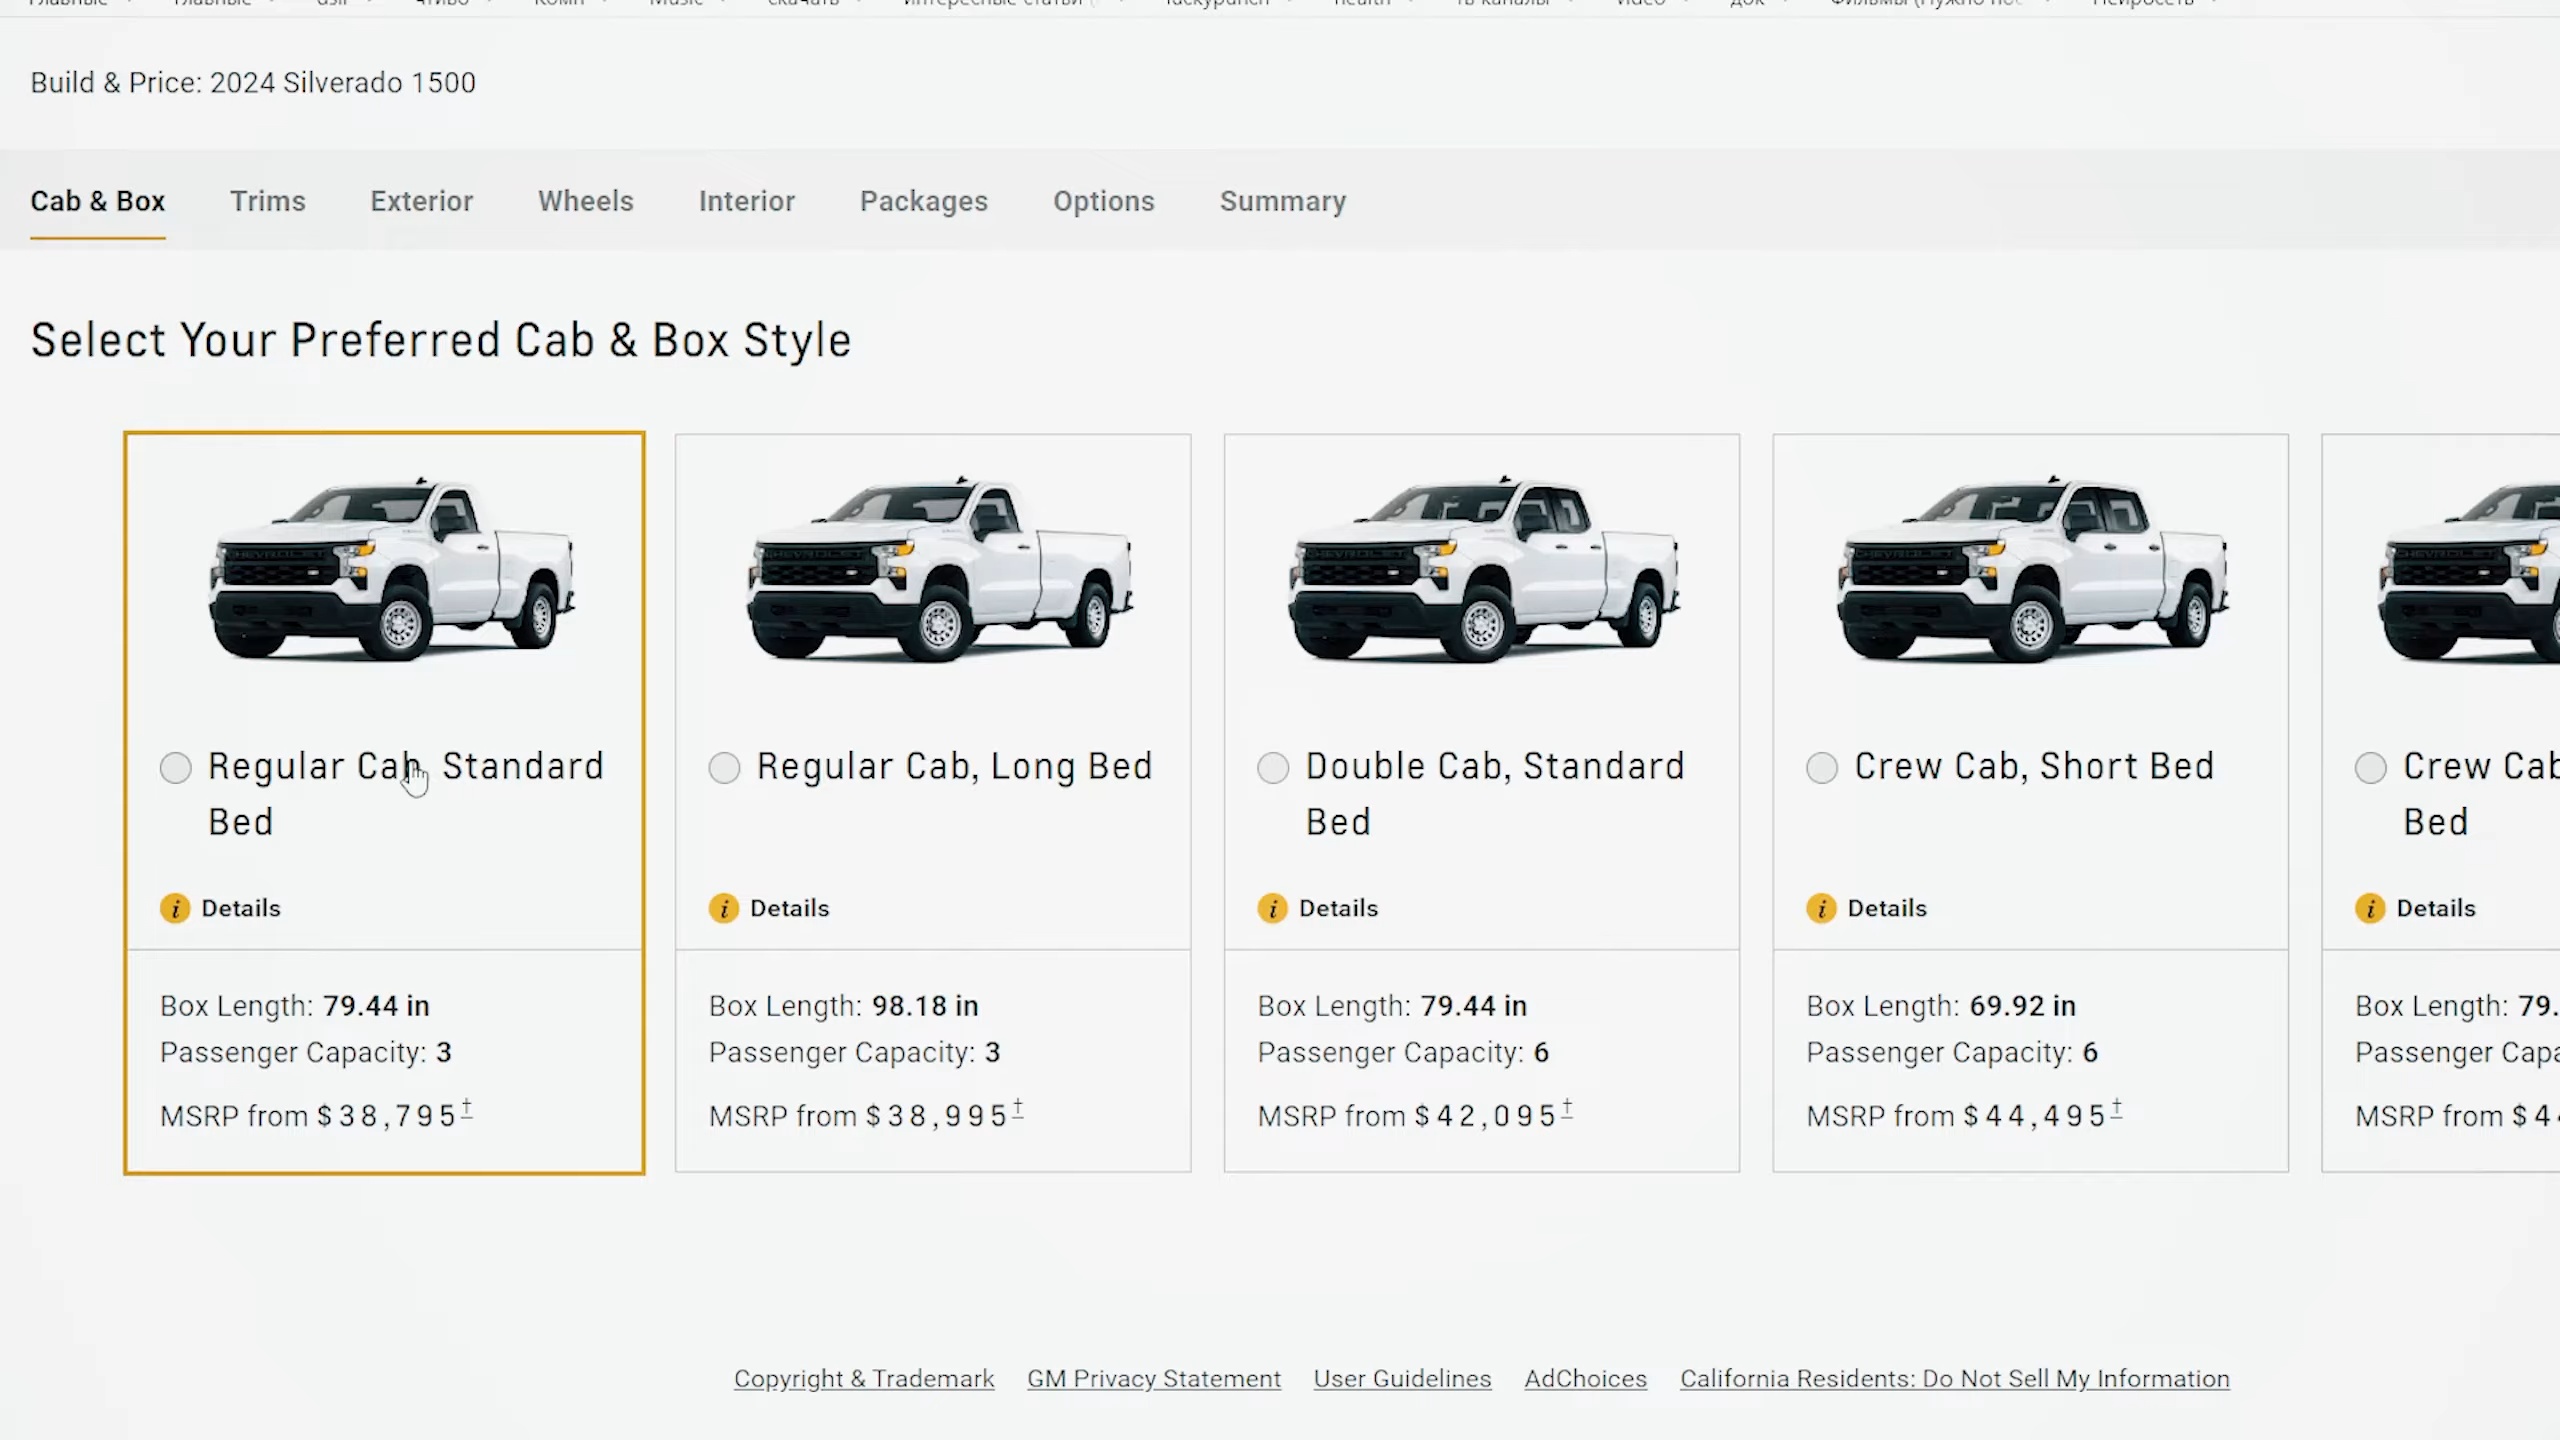 Build & Price: 2024 Silverado 1500
Cab & Box Trims Exterior Wheels Interior Packages Options Summary
Select Your Preferred Cab & Box Style
Regular Cab, Standard
Bed
Details
Box Length: 79.44 in
Passenger Capacity: 3
MSRP from $38,795†
Regular Cab, Long Bed
Details
Box Length: 98.18 in
Passenger Capacity: 3
MSRP from $38,995†
Double Cab, Standard
Bed
Details
Box Length: 79.44 in
Passenger Capacity: 6
MSRP from $42,095†
Crew Cab, Short Bed
Details
Box Length: 69.92 in
Passenger Capacity: 6
MSRP from $44,495†
Crew Cab
Bed
Details
Box Length: 79.
Passenger
MSRP from $44
Copyright & Trademark GM Privacy Statement User Guidelines AdChoices California Residents: Do Not Sell My Information